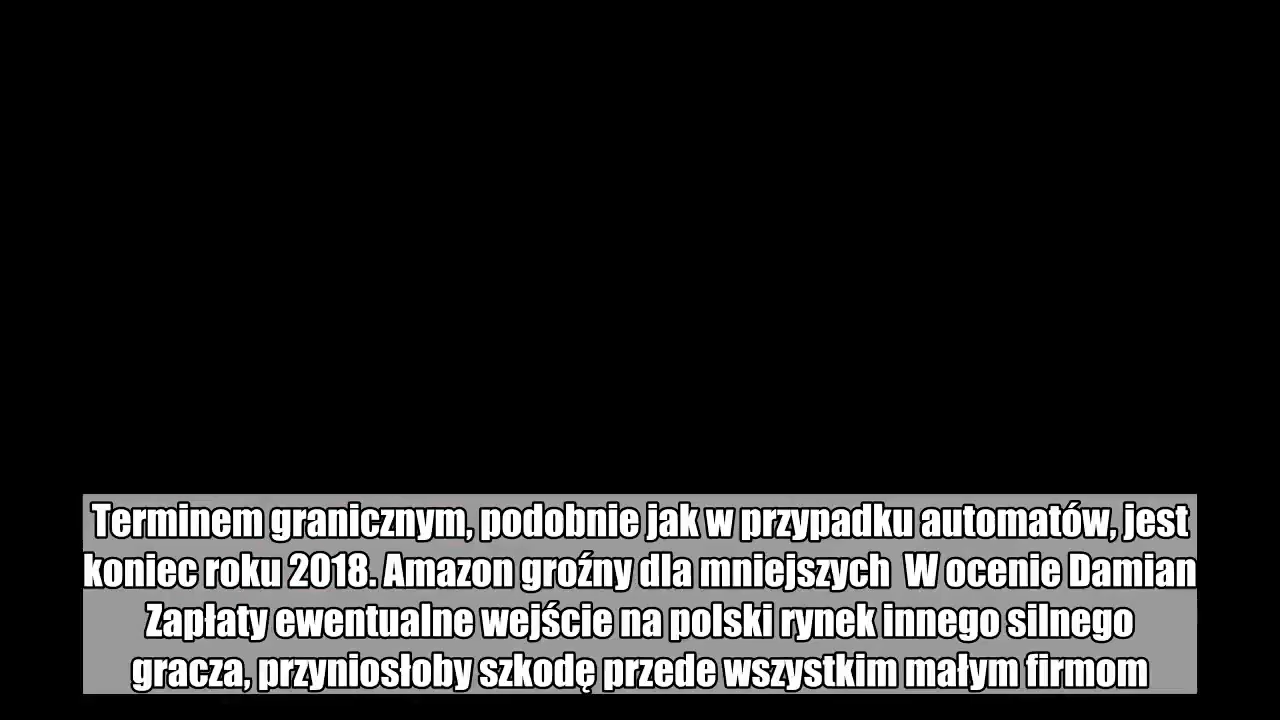 Terminem granicznym, podobnie jak w przypadku automatów, jest
koniec roku 2018. Amazon groźny dla mniejszych  W ocenie Damian
Zapłaty ewentualne wejście na polski rynek innego silnego
gracza, przyniosłoby szkodę przede wszystkim małym firmom